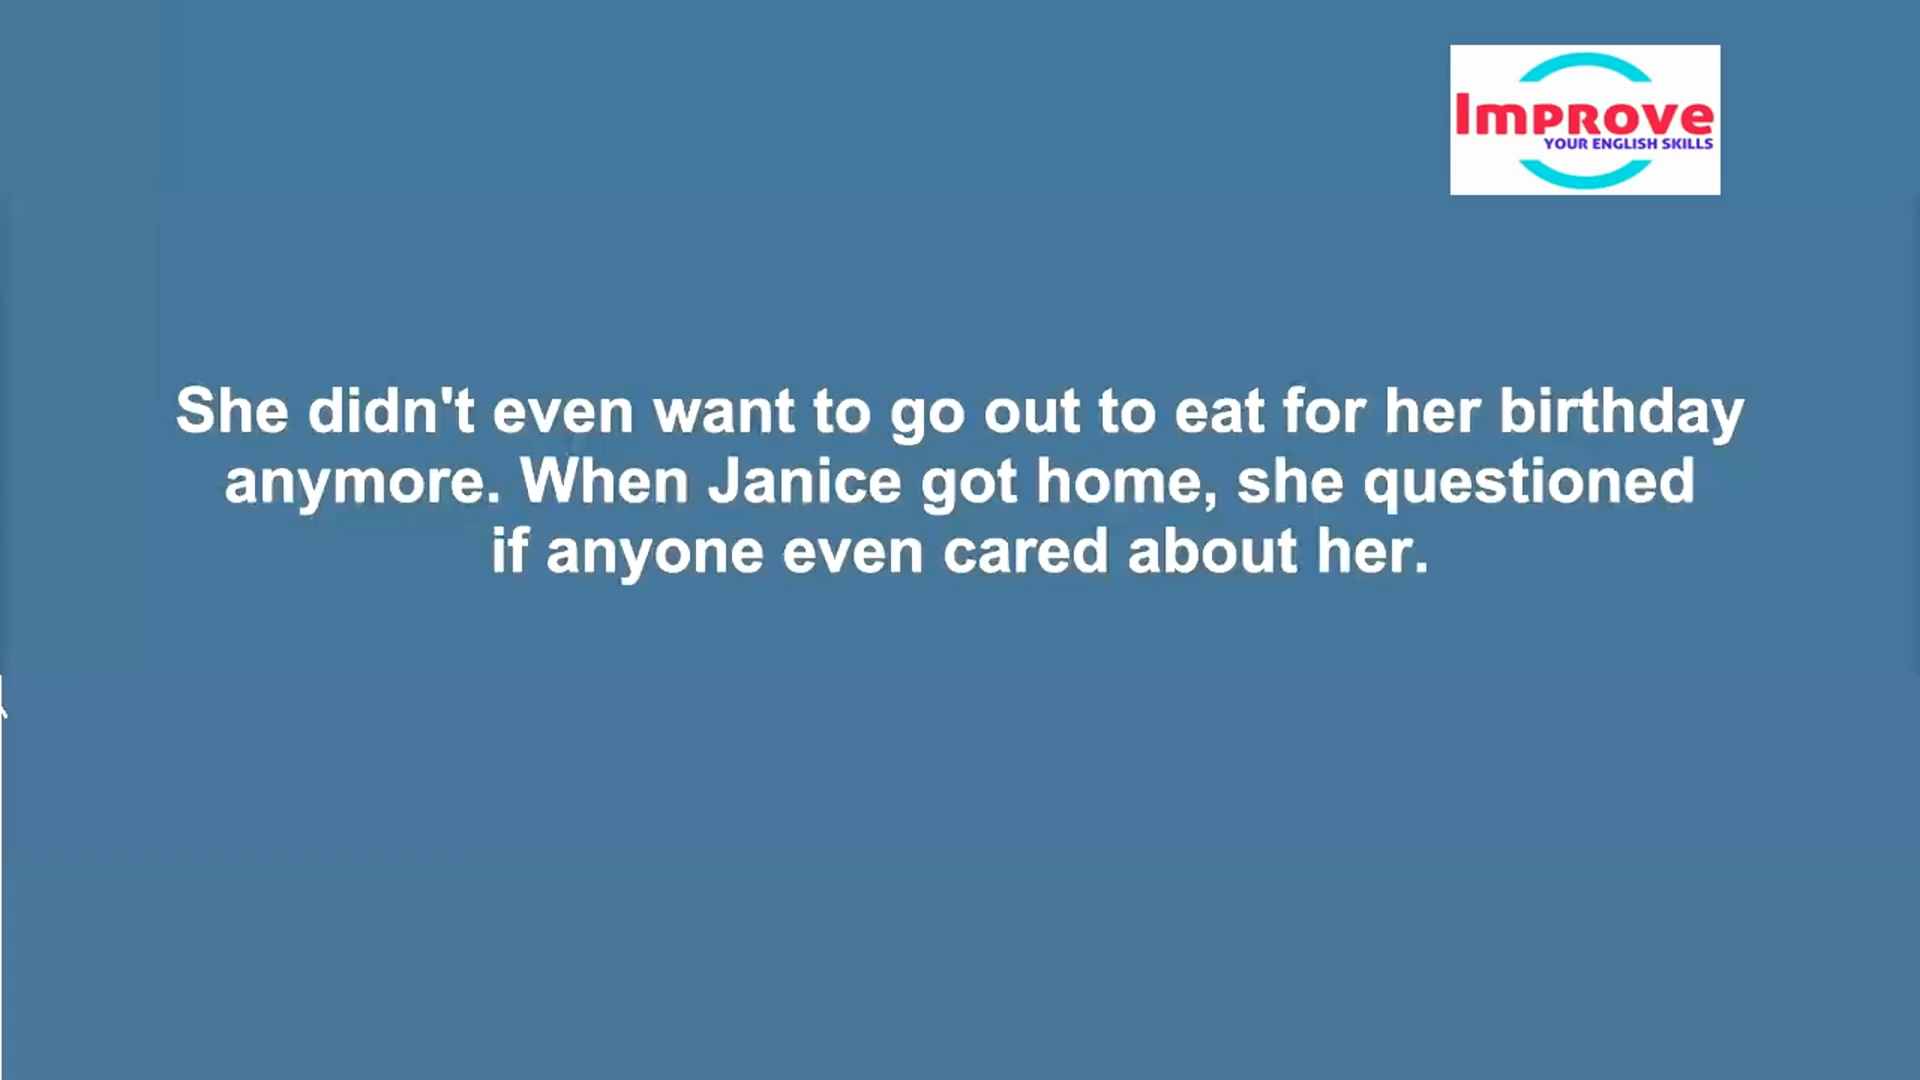 Improve
YOUR ENGLISH SKILLS
She didn't even want to go out to eat for her birthday
anymore. When Janice got home, she questioned
if anyone even cared about her.